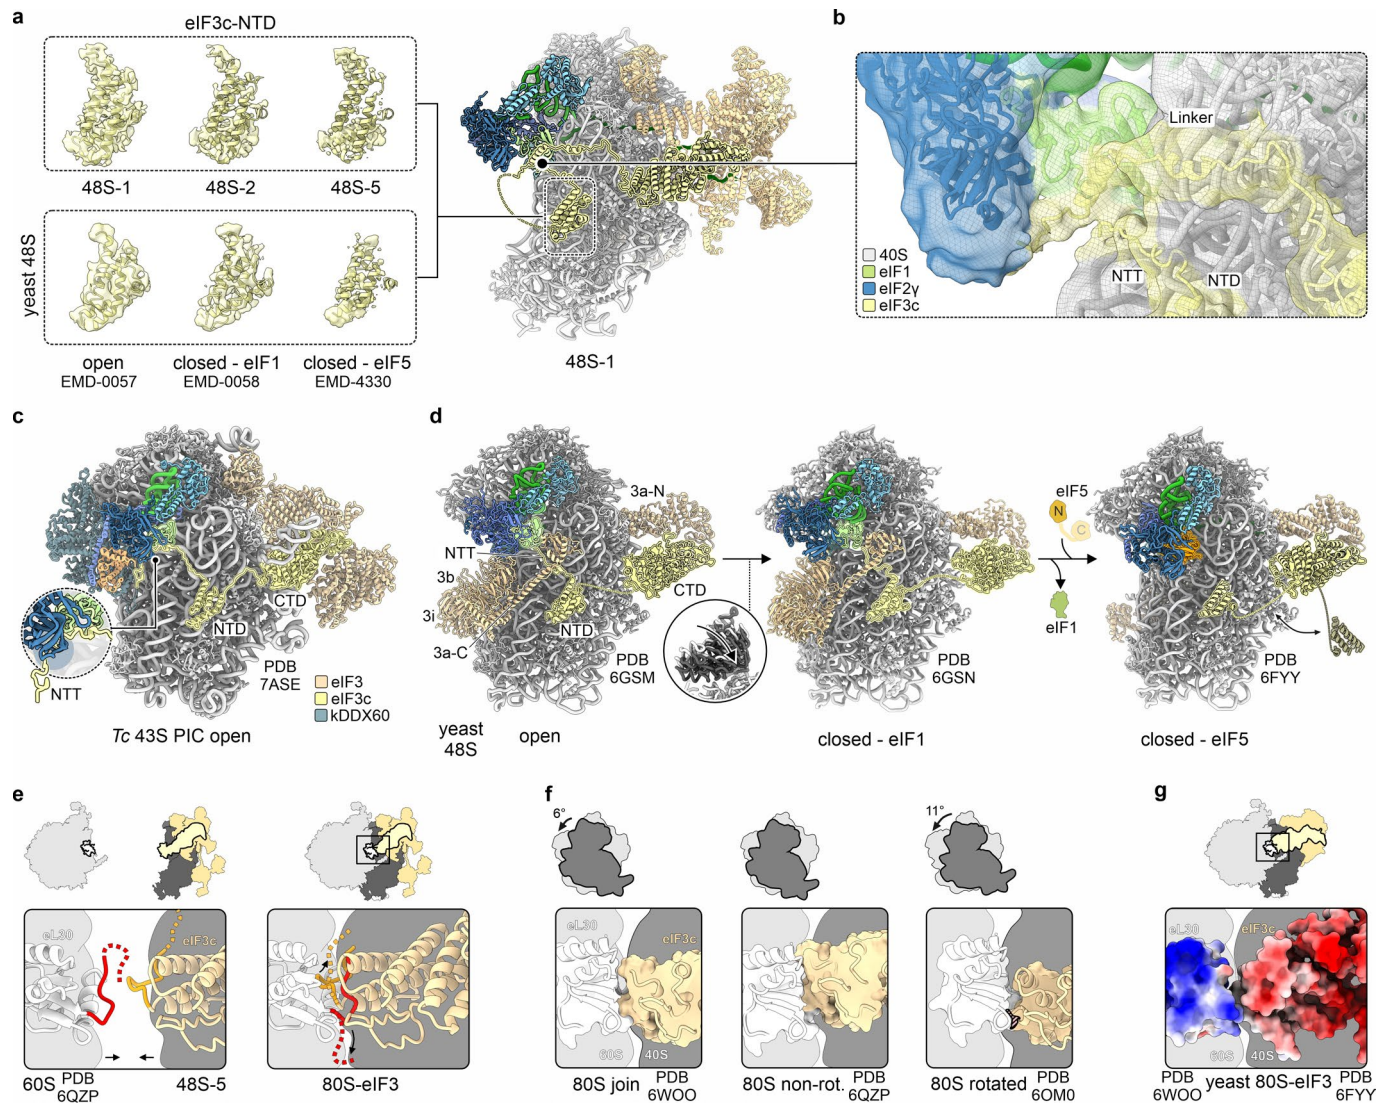 a
eIF3c-NTD
48S-1
48S-2
48S-5
yeast 48S
open
EMD-0057
closed - eIF1
EMD-0058
closed - eIF5
EMD-4330
48S-1
b
Linker
NTT
NTD
40S
eIF1
eIF2γ
eIF3c
c
CTD
NTD
NTT
PDB
7ASE
eIF3
eIF3c
kDDX60
Tc 43S PIC open
d
3a-N
NTT
3b
3i
3a-C
NTD
CTD
PDB
6GSM
yeast
48S
open
PDB
6GSN
closed - eIF1
eIF5
N
C
eIF1
PDB
6FYY
closed - eIF5
e
eL30
eIF3c
60S
PDB
6QZP
48S-5
80S-eIF3
f
6°
11°
eL30
eIF3c
60S
40S
80S join
PDB
6WOO
80S non-rot.
PDB
6QZP
80S rotated
PDB
6OM0
g
eL30
eIF3c
60S
40S
PDB
6WOO
yeast 80S-eIF3
PDB
6FYY